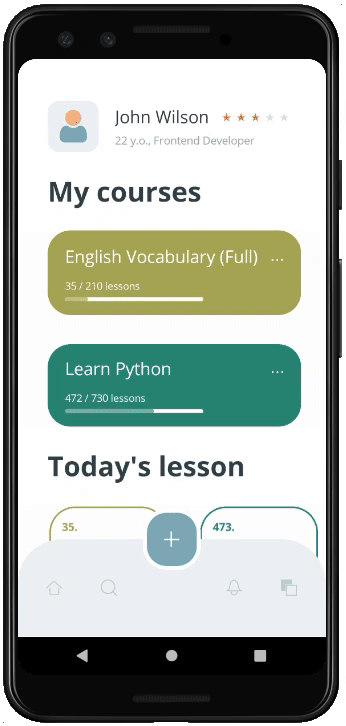 John Wilson
22 y.o., Frontend Developer
My courses
English Vocabulary (Full) ...
35 / 210 lessons
Learn Python ...
472 / 730 lessons
Today's lesson
35.
473.